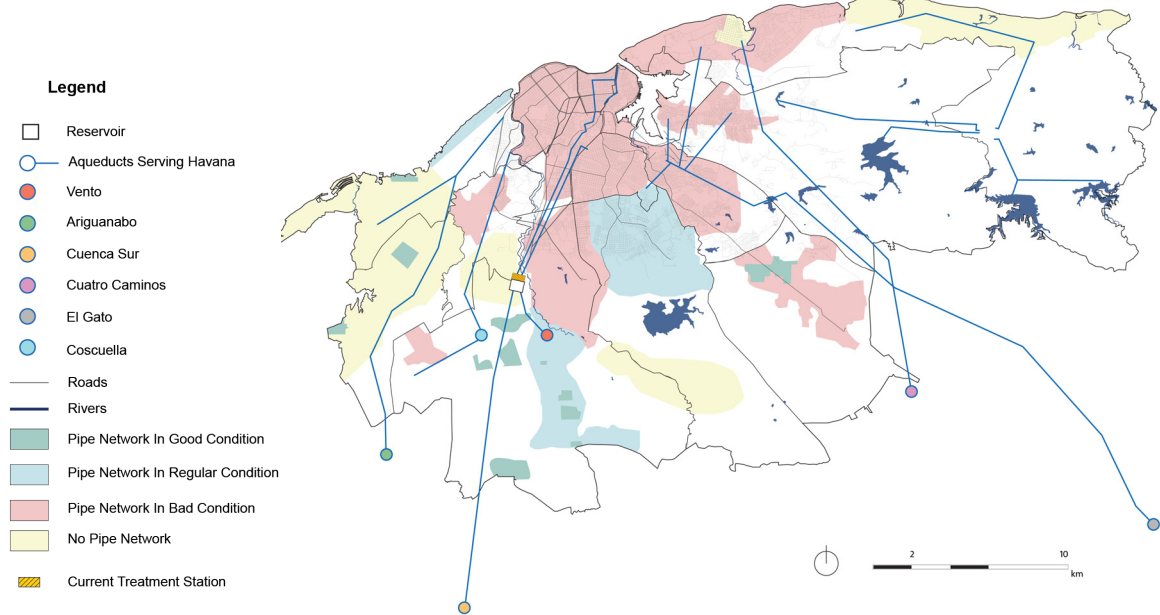 Legend
Reservoir
Aqueducts Serving Havana
Vento
Ariguanabo
Cuenca Sur
Cuatro Caminos
El Gato
Coscuella
Roads
Rivers
Pipe Network In Good Condition
Pipe Network In Regular Condition
Pipe Network In Bad Condition
No Pipe Network
Current Treatment Station
2 10
km